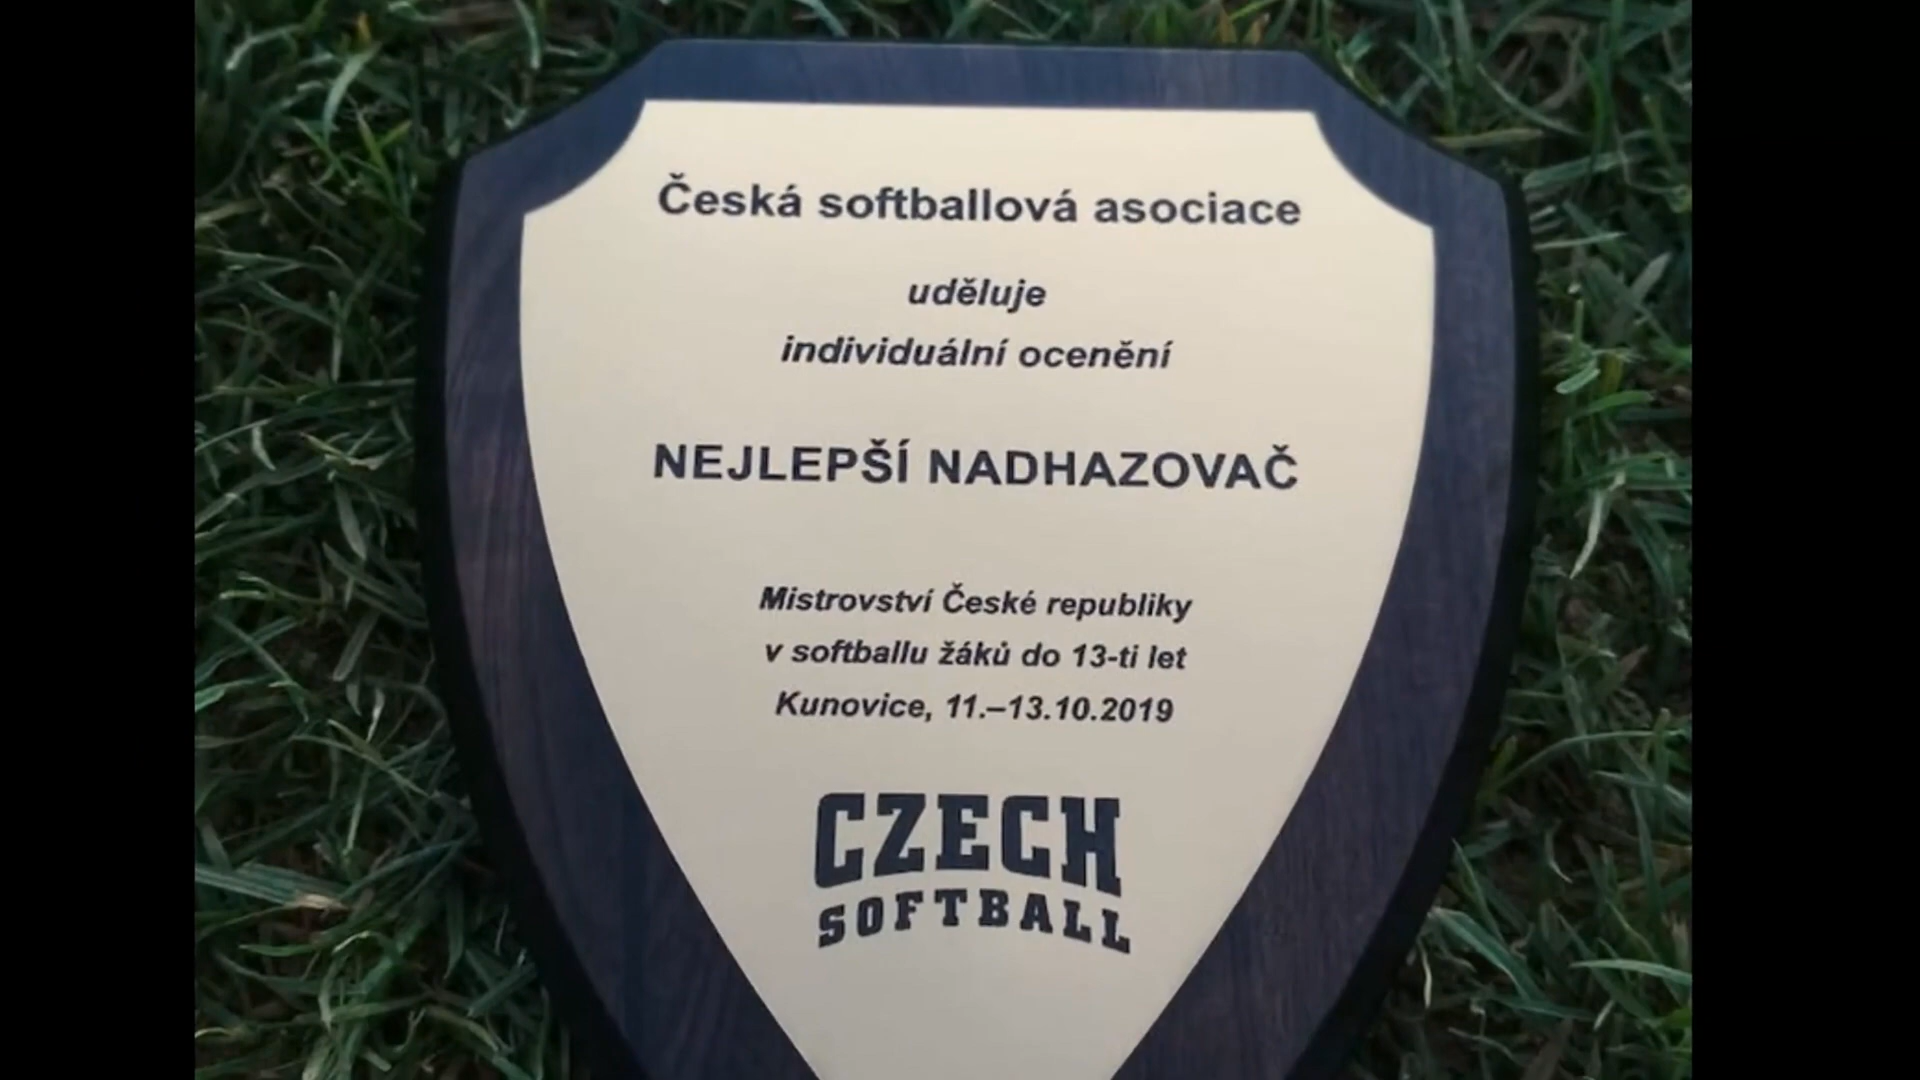 Česká softballová asociace
uděluje
individuální ocenění
NEJLEPŠÍ NADHAZOVAČ
Mistrovství České republiky
v softballu žáků do 13-ti let
Kunovice, 11.–13.10.2019
CZECH
SOFTBALL